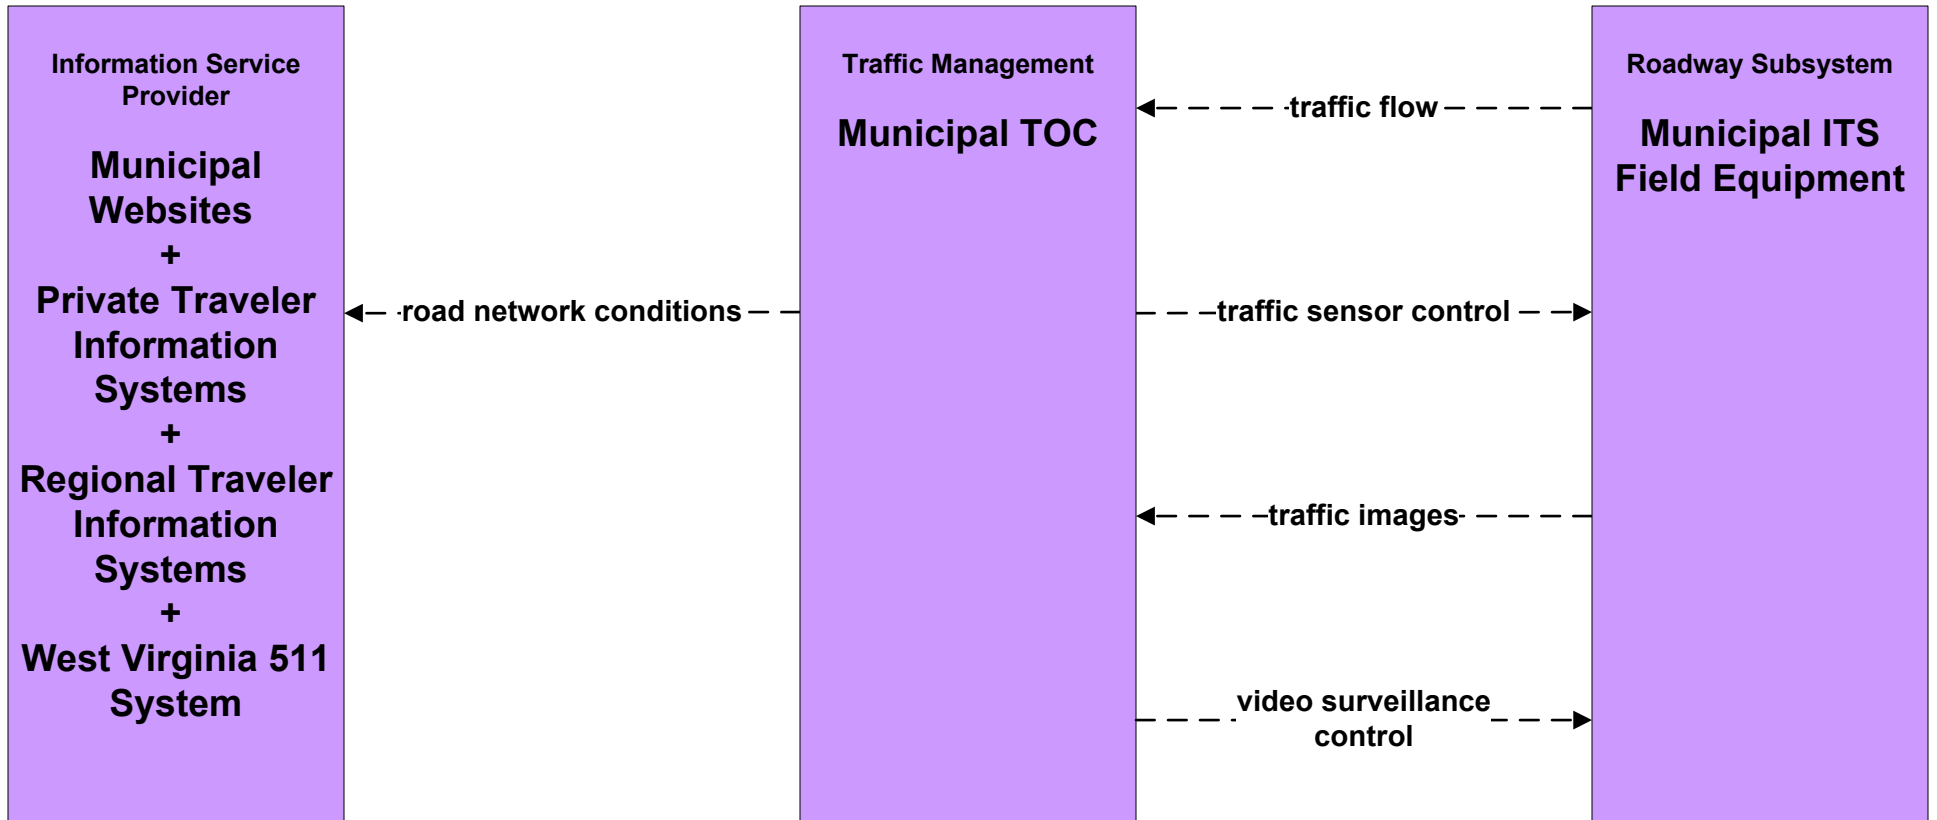 Information Service
Provider
Municipal
Websites
+
Private Traveler
Information
Systems
+
Regional Traveler
Information
Systems
+
West Virginia 511
System
road network conditions
Traffic Management
Municipal TOC
traffic flow
traffic sensor control
traffic images
video surveillance
control
Roadway Subsystem
Municipal ITS
Field Equipment